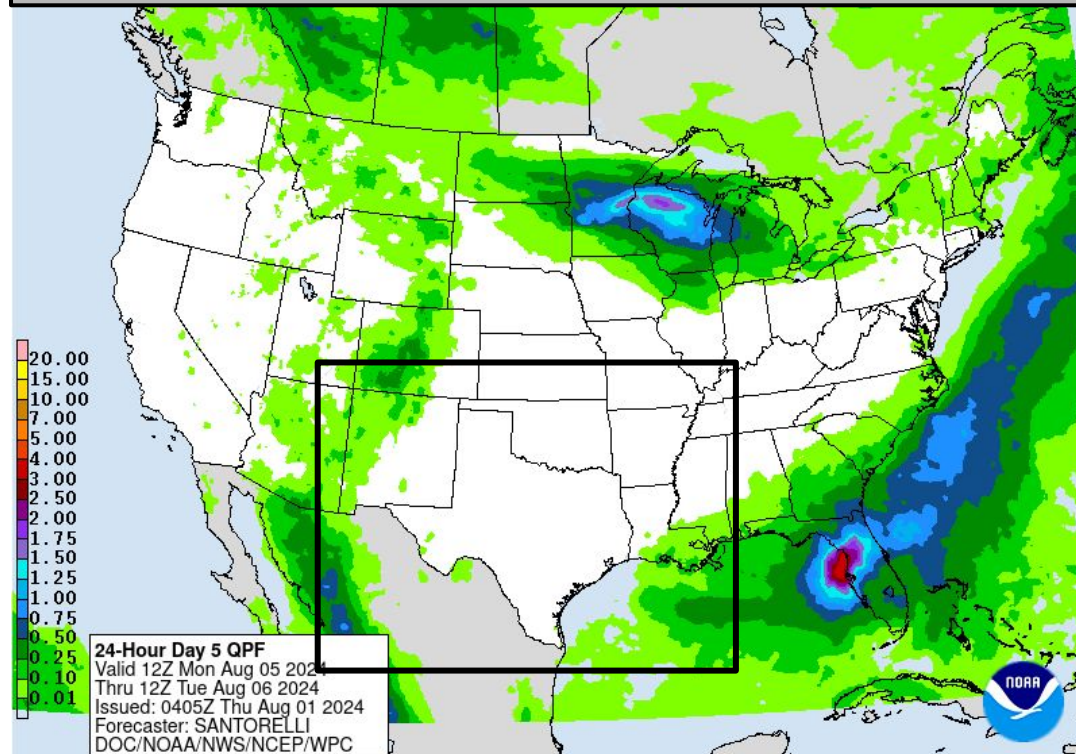 20.00
15.00
10.00
7.00
5.00
4.00
3.00
2.50
2.00
1.75
1.50
1.25
1.00
0.75
0.50
0.25
0.10
0.01
24-Hour Day 5 QPF
Valid 12Z Mon Aug 05 2024
Thru 12Z Tue Aug 06 2024
Issued: 0405Z Thu Aug 01 2024
Forecaster: SANTORELLI
DOC/NOAA/NWS/NCEP/WPC
NOAA